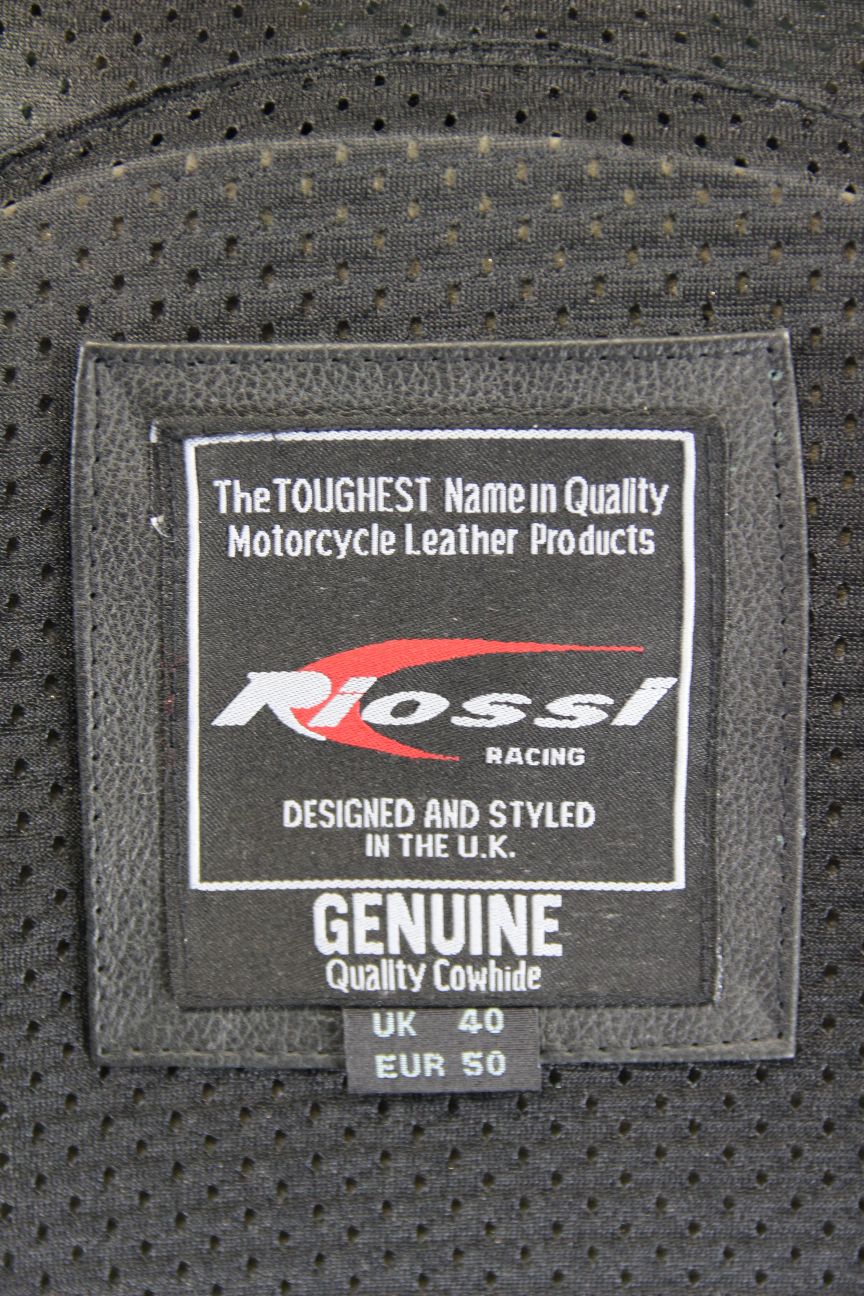 The TOUGHEST Name in Quality
Motorcycle Leather Products
Riossi
RACING
DESIGNED AND STYLED
IN THE U.K.
GENUINE
Quality Cowhide
UK 40
EUR 50